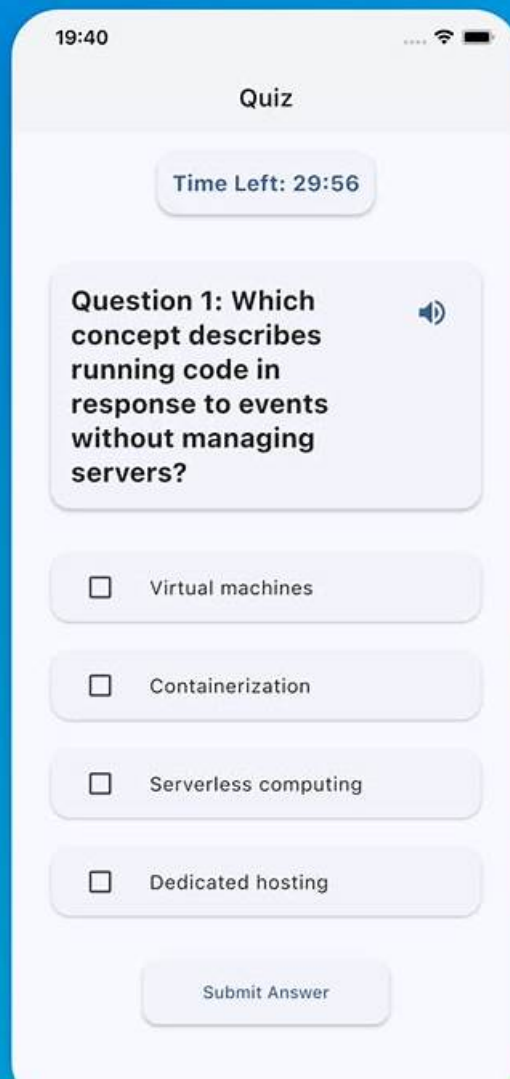 19:40
Quiz
Time Left: 29:56
Question 1: Which
concept describes
running code in
response to events
without managing
servers?
Virtual machines
Containerization
Serverless computing
Dedicated hosting
Submit Answer